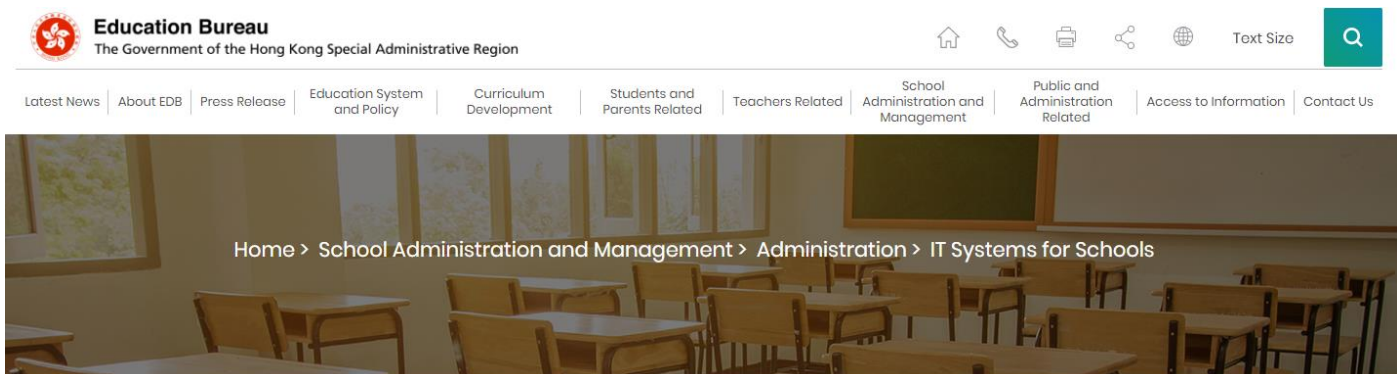 Education Bureau
The Government of the Hong Kong Special Administrative Region
Text Size
Latest News
About EDB
Press Release
Education System
and Policy
Curriculum
Development
Students and
Parents Related
Teachers Related
School
Administration and
Management
Public and
Administration
Related
Access to Information
Contact Us
Home > School Administration and Management > Administration > IT Systems for Schools